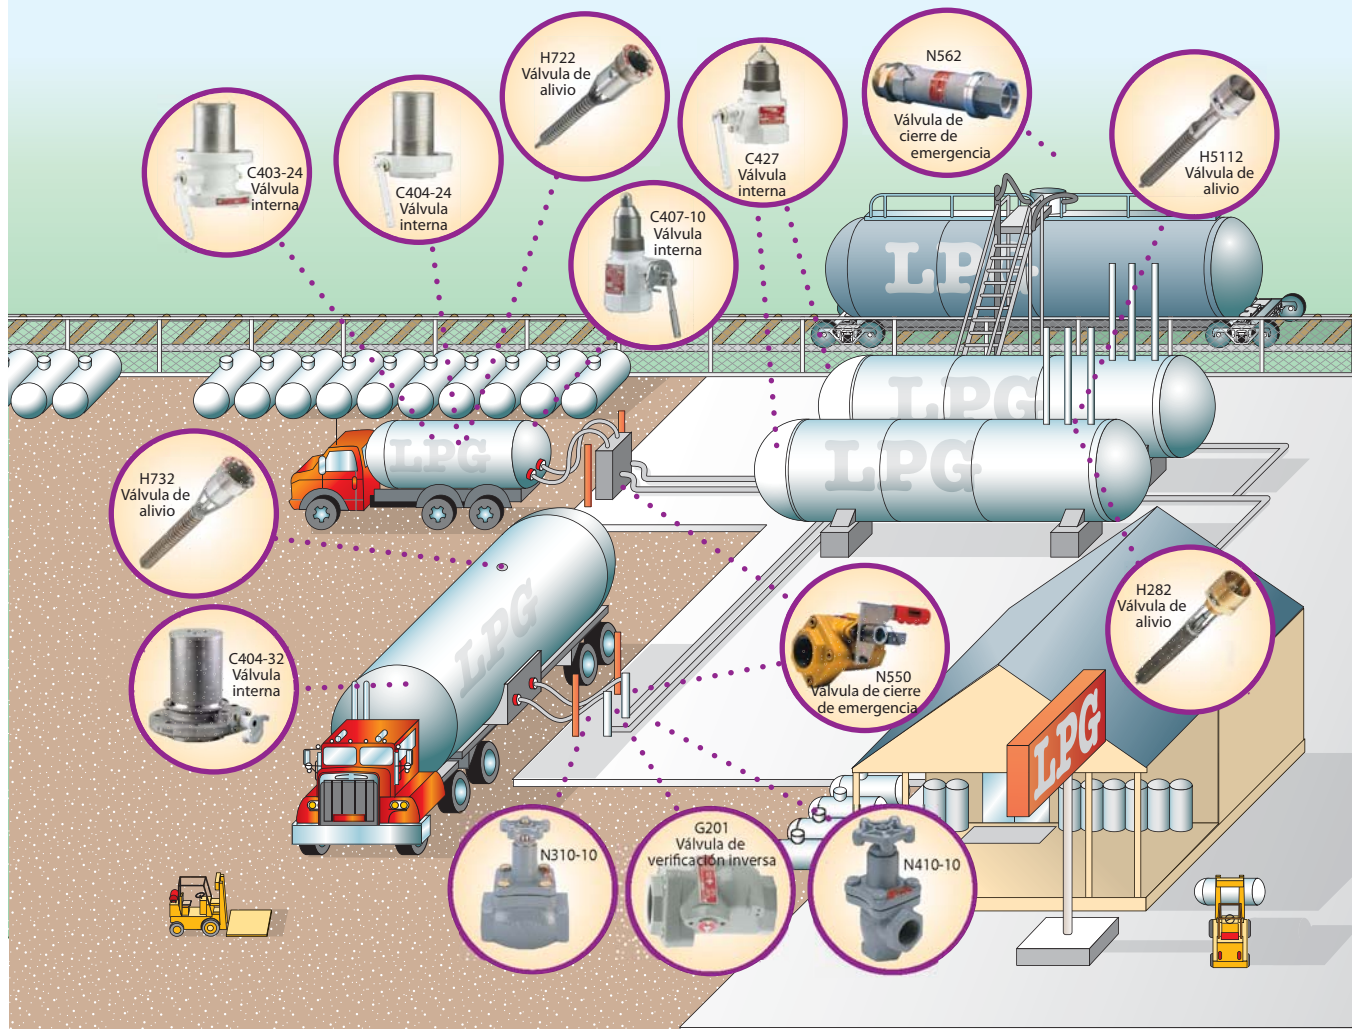 H722
Válvula de
alivio
N562
Válvula de
cierre de
emergencia
C403-24
Válvula
interna
C404-24
Válvula
interna
C427
Válvula
interna
H5112
Válvula de
alivio
C407-10
Válvula
interna
LPG
LPG
LPG
LPG
H732
Válvula de
alivio
LPG
H282
Válvula de
alivio
C404-32
Válvula
interna
N550
Válvula de cierre
de emergencia
LPG
N310-10
G201
Válvula de
verificación inversa
N410-10